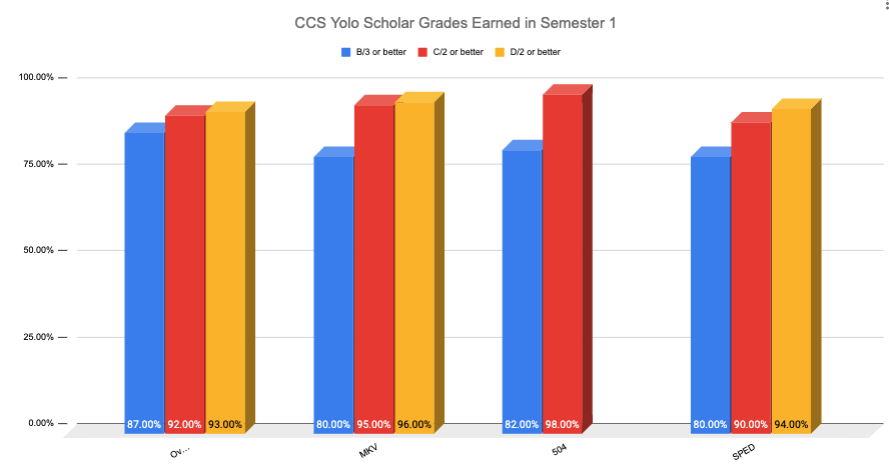 CCS Yolo Scholar Grades Earned in Semester 1
B/3 or better C/2 or better D/2 or better
100.00%
75.00%
50.00%
25.00%
0.00%
87.00% 92.00% 93.00% 80.00% 95.00% 96.00% 82.00% 98.00% 80.00% 90.00% 94.00%
Ov... MKV 504 SPED